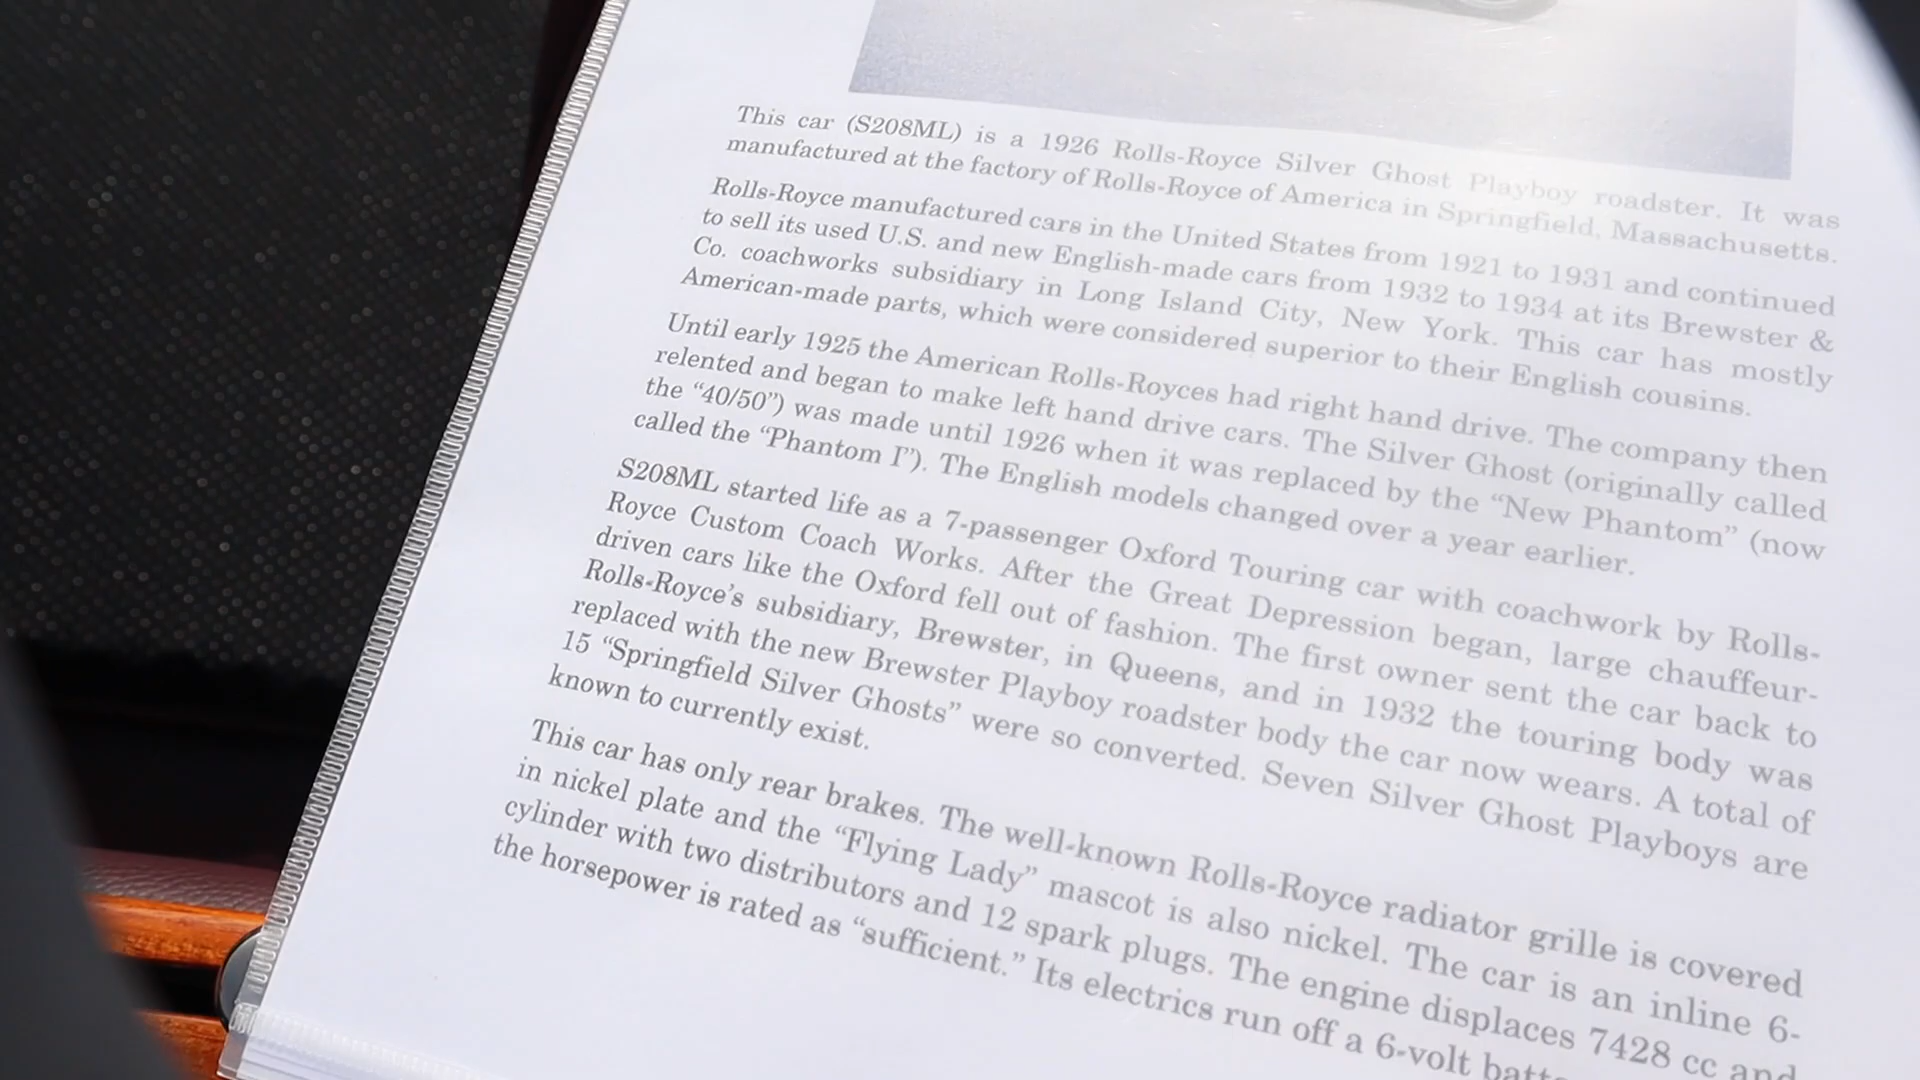 This car (S208ML) is a 1926 Rolls-Royce Silver Ghost Playboy roadster. It was
manufactured at the factory of Rolls-Royce of America in Springfield, Massachusetts.
Rolls-Royce manufactured cars in the United States from 1921 to 1931 and continued
to sell its used U.S. and new English-made cars from 1932 to 1934 at its Brewster &
Co. coachworks subsidiary in Long Island City, New York. This car has mostly
American-made parts, which were considered superior to their English cousins.
Until early 1925 the American Rolls-Royces had right hand drive. The company then
relented and began to make left hand drive cars. The Silver Ghost (originally called
the “40/50”) was made until 1926 when it was replaced by the “New Phantom” (now
called the “Phantom I”). The English models changed over a year earlier.
S208ML started life as a 7-passenger Oxford Touring car with coachwork by Rolls-
Royce Custom Coach Works. After the Great Depression began, large chauffeur-
driven cars like the Oxford fell out of fashion. The first owner sent the car back to
Rolls-Royce’s subsidiary, Brewster, in Queens, and in 1932 the touring body was
replaced with the new Brewster Playboy roadster body the car now wears. A total of
15 “Springfield Silver Ghosts” were so converted. Seven Silver Ghost Playboys are
known to currently exist.
This car has only rear brakes. The well-known Rolls-Royce radiator grille is covered
in nickel plate and the “Flying Lady” mascot is also nickel. The car is an inline 6-
cylinder with two distributors and 12 spark plugs. The engine displaces 7428 cc and
the horsepower is rated as “sufficient.” Its electrics run off a 6-volt